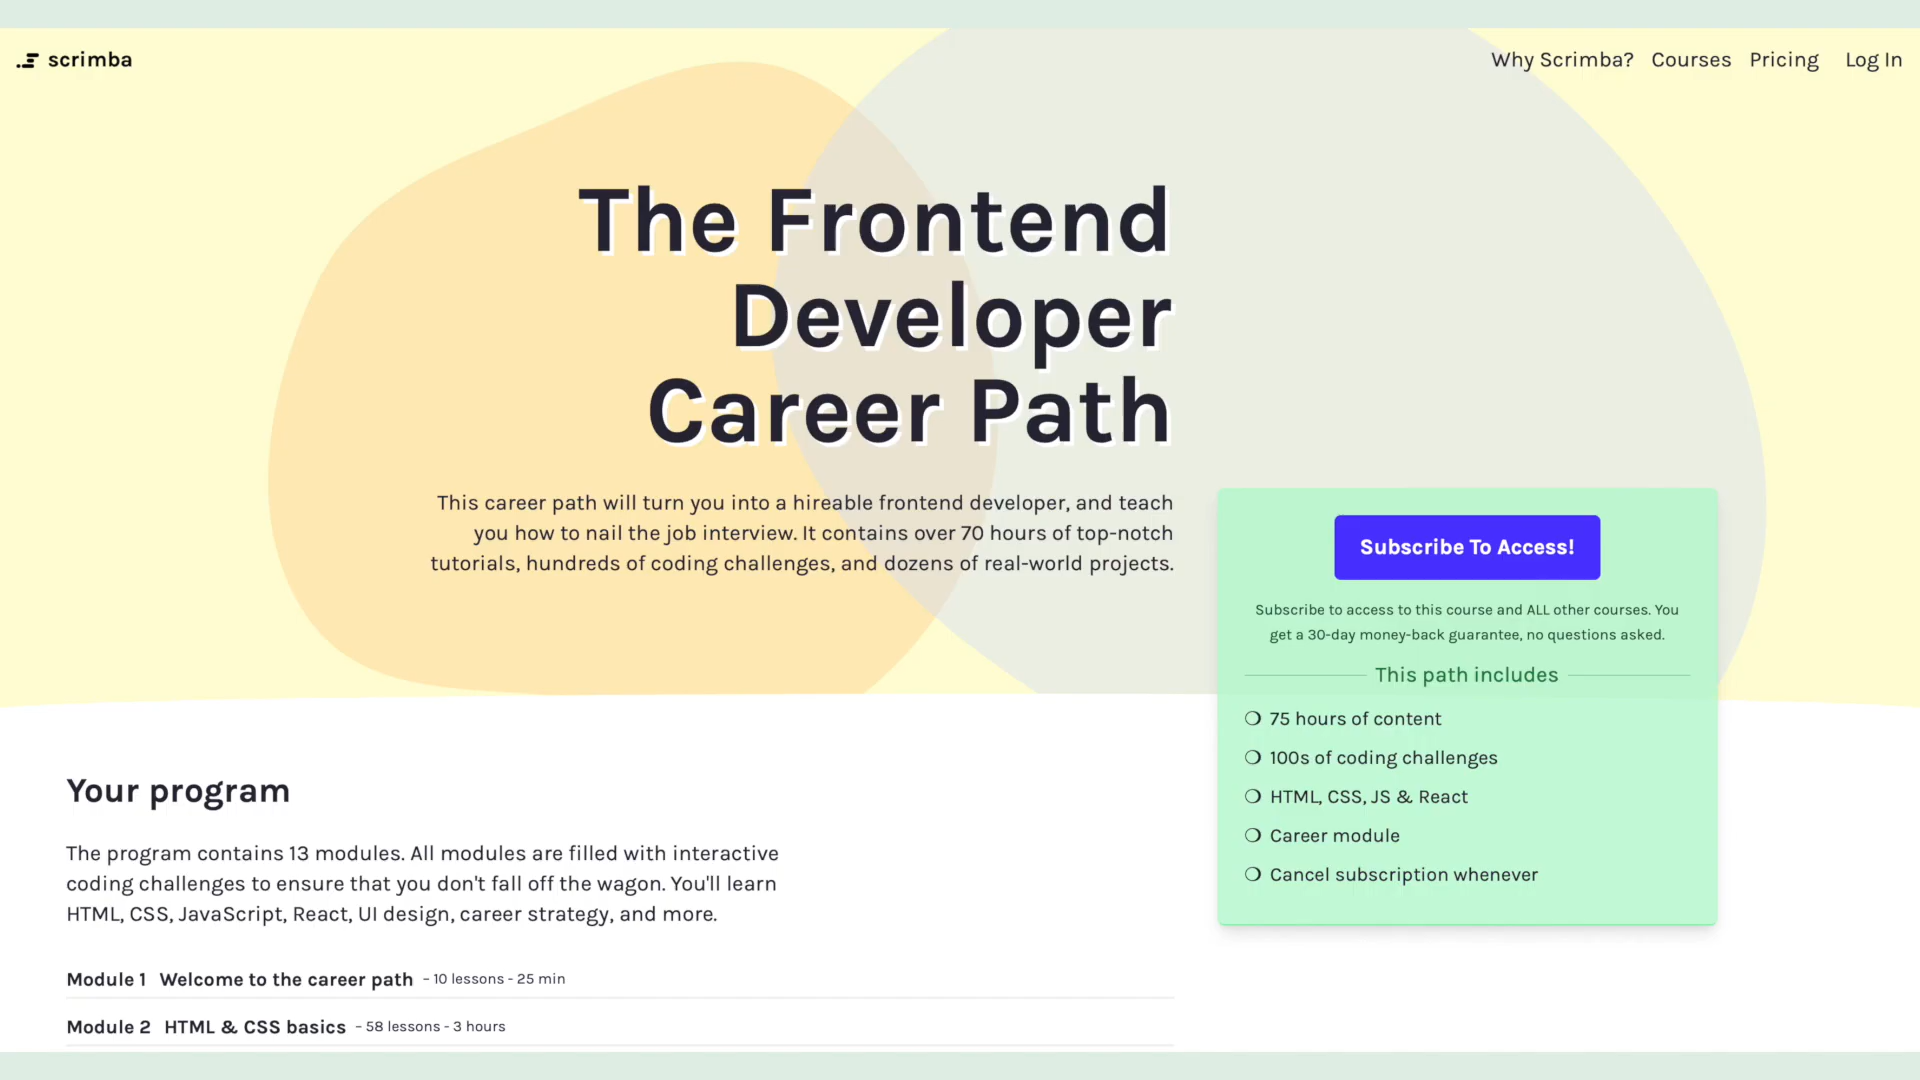 scrimba
Why Scrimba?
Courses
Pricing
Log In
The Frontend
Developer
Career Path
This career path will turn you into a hireable frontend developer, and teach
you how to nail the job interview. It contains over 70 hours of top-notch
tutorials, hundreds of coding challenges, and dozens of real-world projects.
Subscribe To Access!
Subscribe to access to this course and ALL other courses. You
get a 30-day money-back guarantee, no questions asked.
This path includes
75 hours of content
100s of coding challenges
HTML, CSS, JS & React
Career module
Cancel subscription whenever
Your program
The program contains 13 modules. All modules are filled with interactive
coding challenges to ensure that you don't fall off the wagon. You'll learn
HTML, CSS, JavaScript, React, UI design, career strategy, and more.
Module 1 Welcome to the career path - 10 lessons - 25 min
Module 2 HTML & CSS basics - 58 lessons - 3 hours